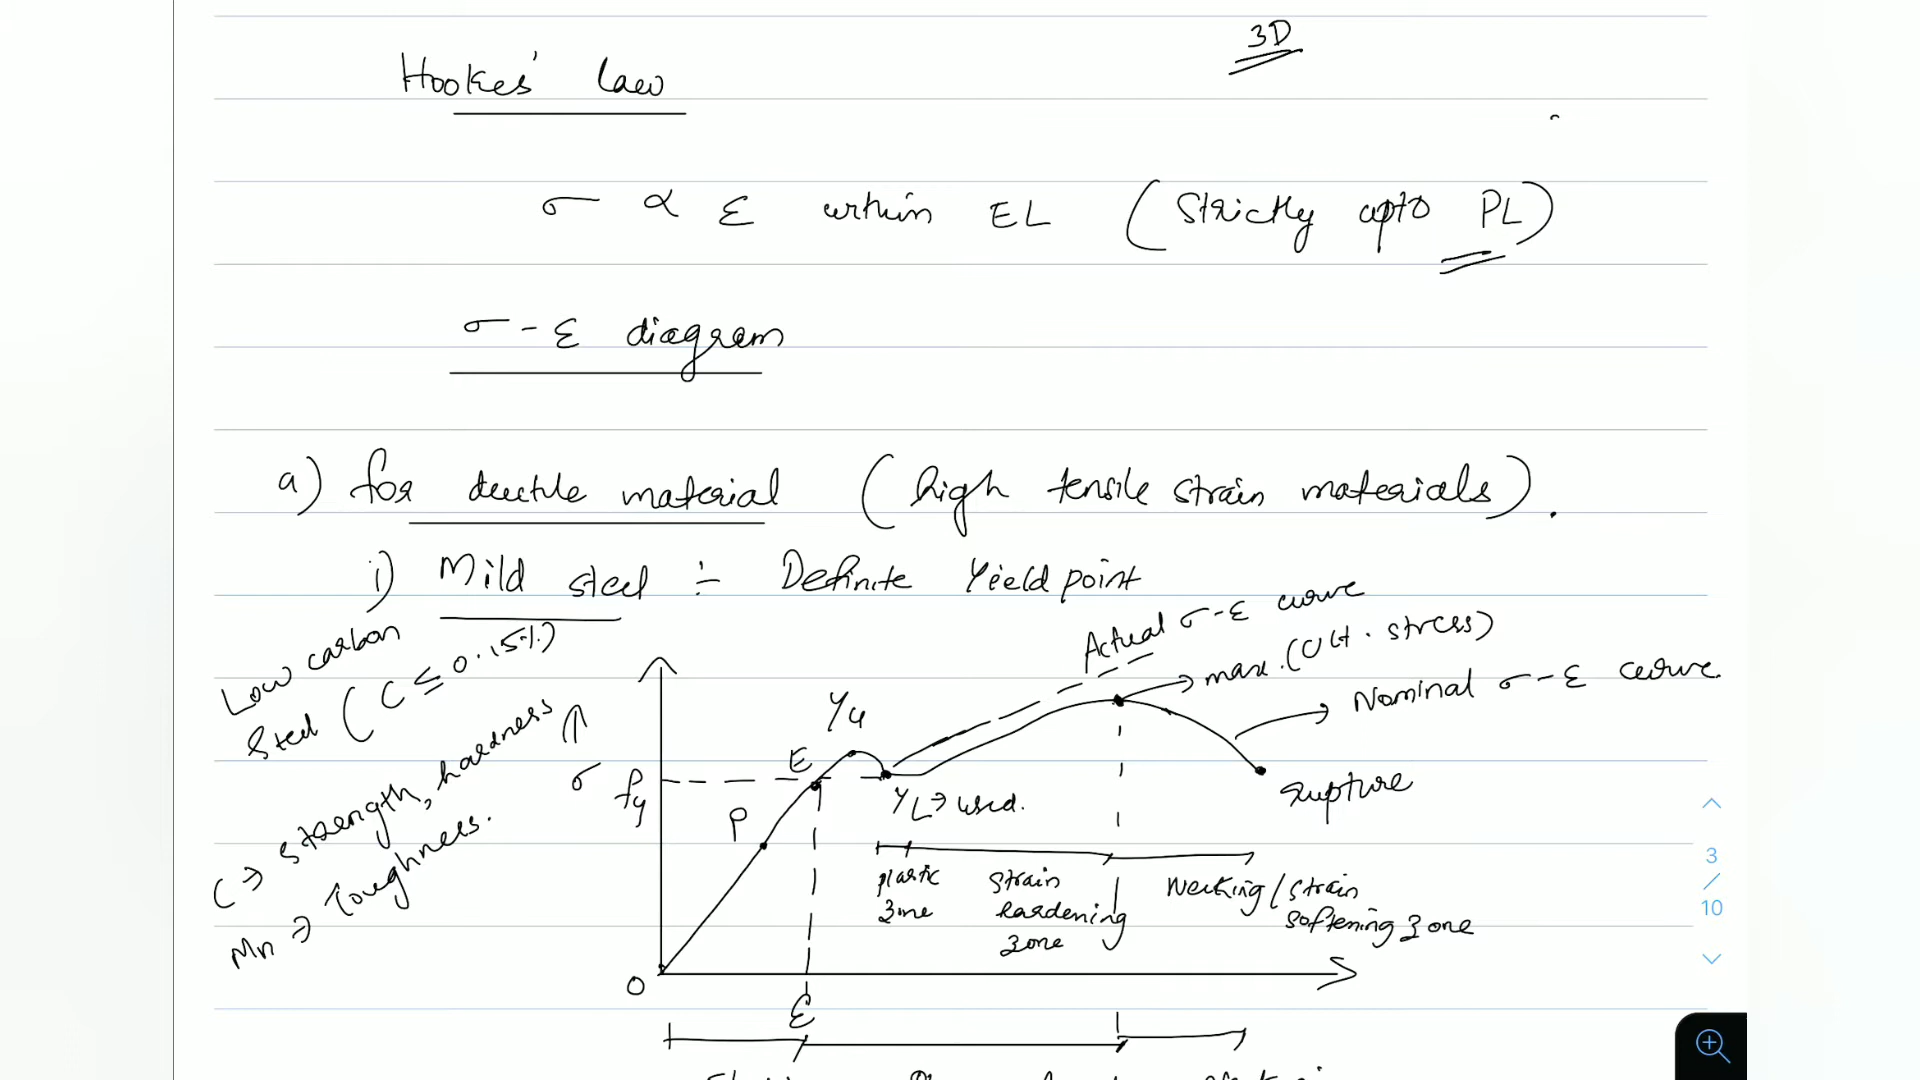 3D
Hookes' law
σ ∝ ε within EL (Strictly upto PL)
σ-ε diagram
a) for ductile material (high tensile strain materials).
i) Mild steel ÷ Definite Yield point
Low carbon
Steel (C ≤ 0.15%)
C → strength, hardness ↑
Mn → Toughness.
Actual σ-ε curve
max. (Ult. stress)
Nominal σ-ε curve
σ
fy
P
E
Yu
YL → used.
rupture
plastic
zone
Strain
hardening
zone
Necking / Strain
softening zone
O
ε
3
/
10